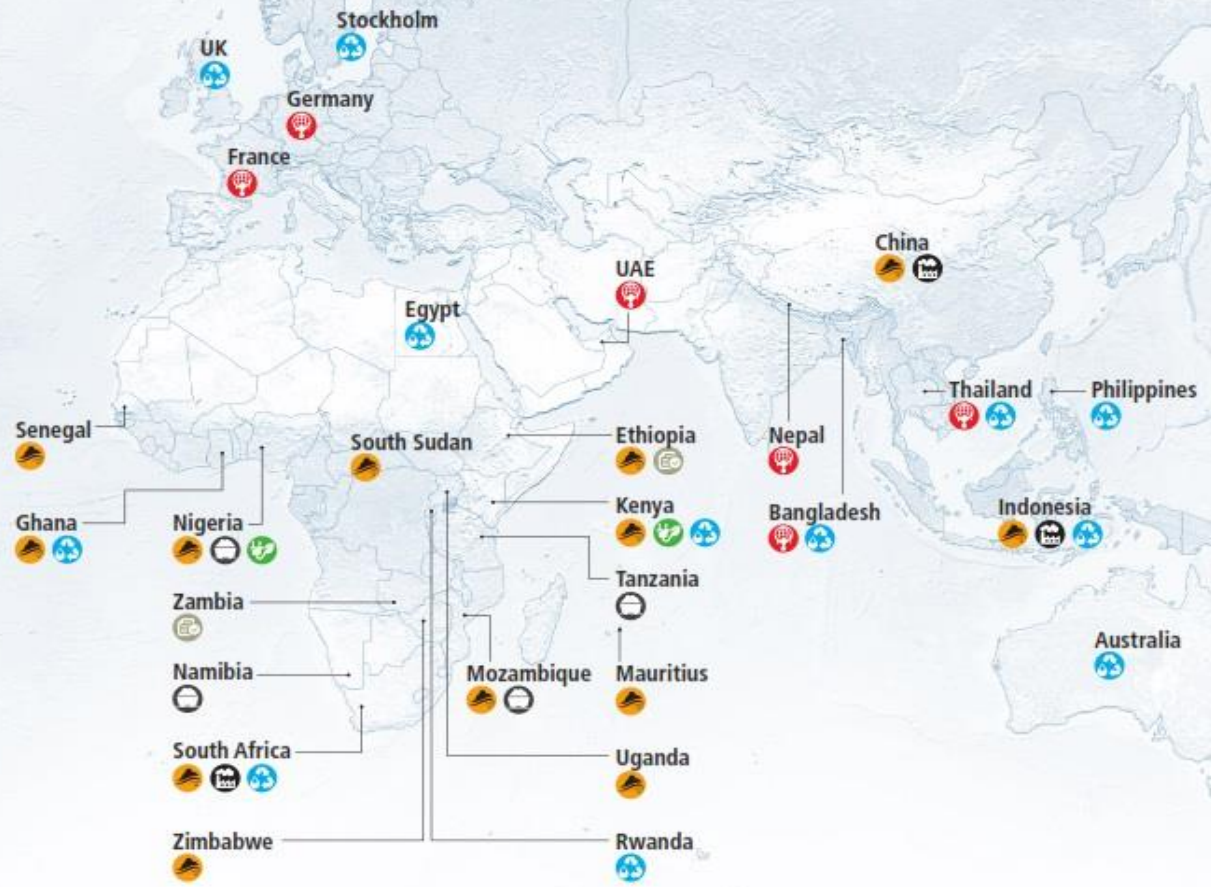 Stockholm
UK
Germany
France
China
UAE
Egypt
Thailand
Philippines
Senegal
South Sudan
Ethiopia
Nepal
Ghana
Nigeria
Kenya
Bangladesh
Indonesia
Tanzania
Zambia
Australia
Namibia
Mozambique
Mauritius
South Africa
Uganda
Zimbabwe
Rwanda